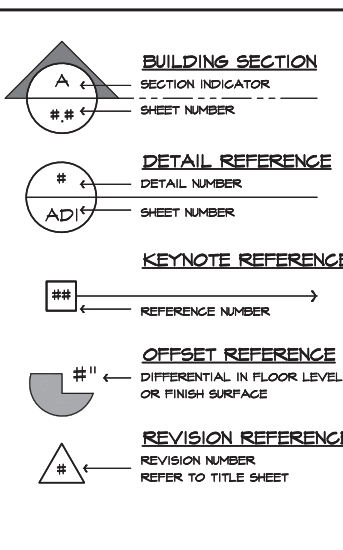 BUILDING SECTION
A
SECTION INDICATOR
#.#
SHEET NUMBER
DETAIL REFERENCE
#
DETAIL NUMBER
ADI
SHEET NUMBER
KEYNOTE REFERENCE
##
REFERENCE NUMBER
OFFSET REFERENCE
#"
DIFFERENTIAL IN FLOOR LEVEL
OR FINISH SURFACE
REVISION REFERENCE
REVISION NUMBER
#
REFER TO TITLE SHEET